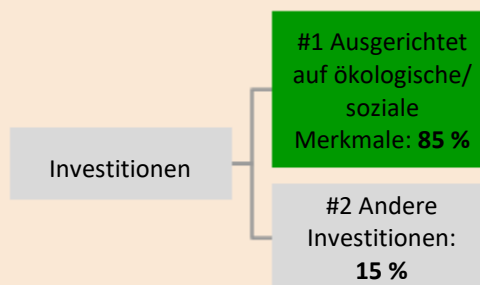 #1 Ausgerichtet
auf ökologische/
soziale
Merkmale: 85 %
Investitionen
#2 Andere
Investitionen:
15 %